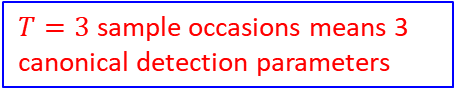 T = 3 sample occasions means 3
canonical detection parameters